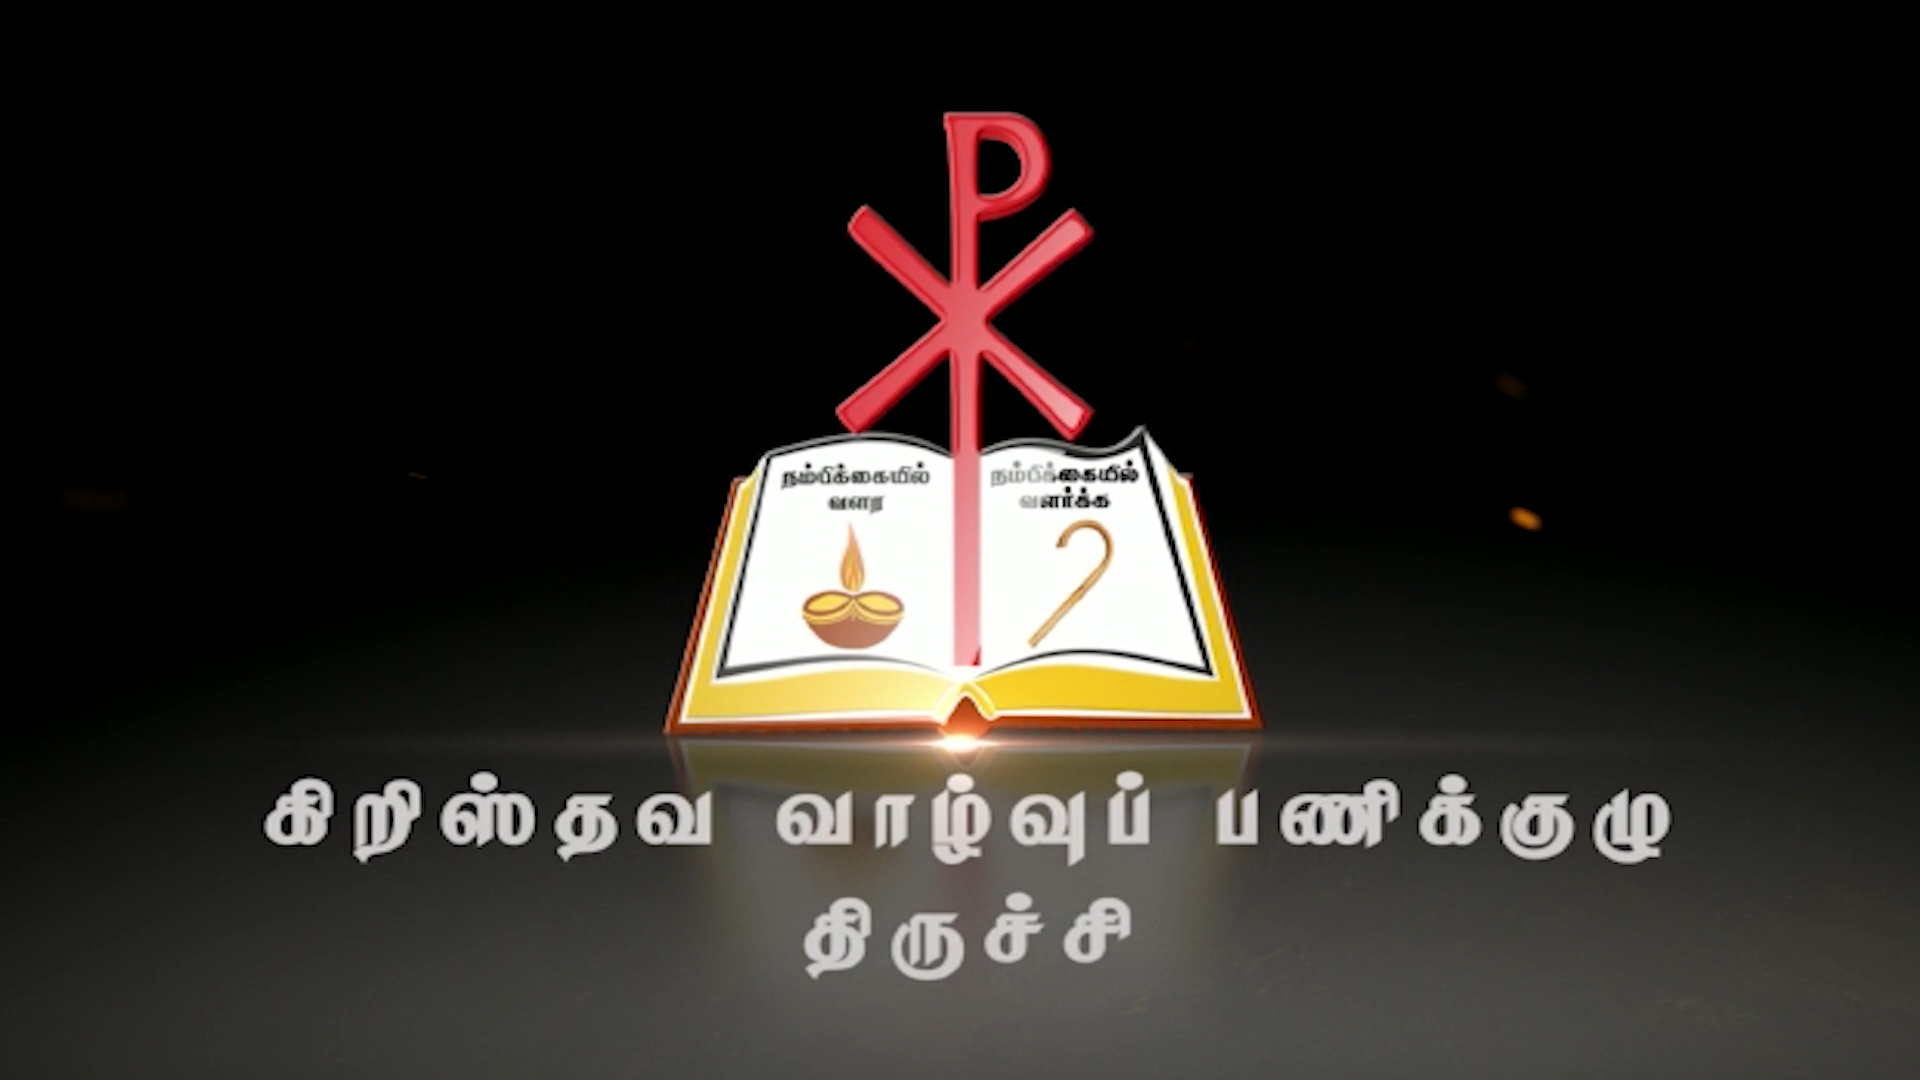 நம்பிக்கையில்
வளர
நம்பிக்கையில்
வளர்க்க
கிறிஸ்தவ வாழ்வுப் பணிக்குழு
திருச்சி